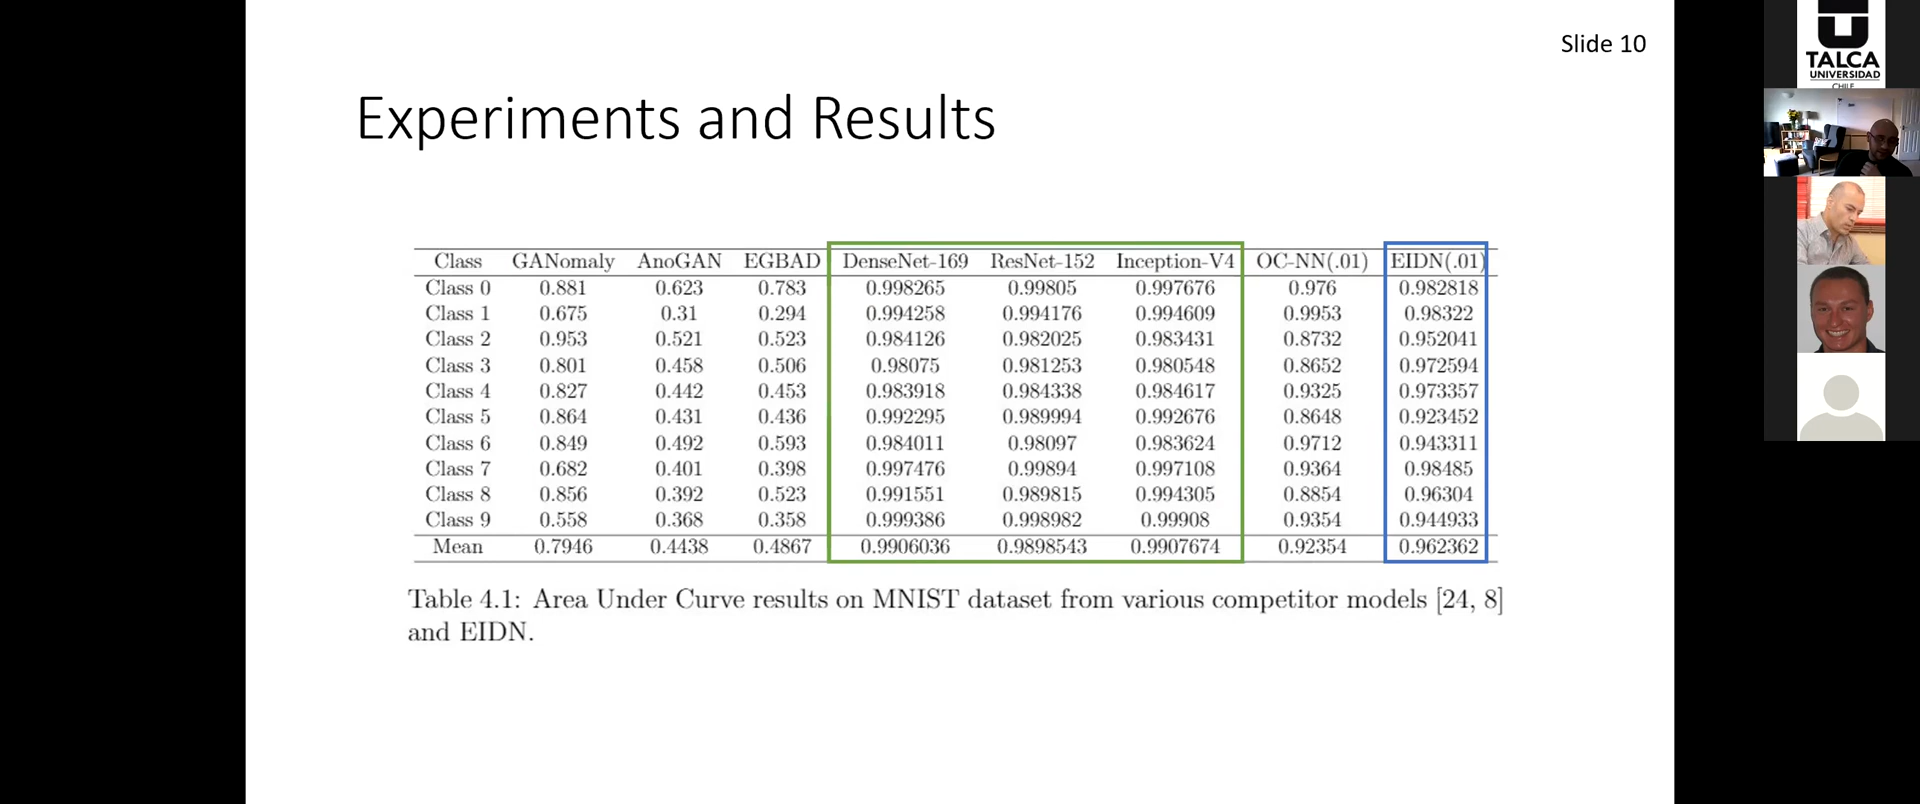 Slide 10
Experiments and Results
Class GANomaly AnoGAN EGBAD DenseNet-169 ResNet-152 Inception-V4 OC-NN(.01) EIDN(.01)
Class 0 0.881 0.623 0.783 0.998265 0.99805 0.997676 0.976 0.982818
Class 1 0.675 0.31 0.294 0.994258 0.994176 0.994609 0.9953 0.98322
Class 2 0.953 0.521 0.523 0.984126 0.982025 0.983431 0.8732 0.952041
Class 3 0.801 0.458 0.506 0.98075 0.981253 0.980548 0.8652 0.972594
Class 4 0.827 0.442 0.453 0.983918 0.984338 0.984617 0.9325 0.973357
Class 5 0.864 0.431 0.436 0.992295 0.989994 0.992676 0.8648 0.923452
Class 6 0.849 0.492 0.593 0.984011 0.98097 0.983624 0.9712 0.943311
Class 7 0.682 0.401 0.398 0.997476 0.99894 0.997108 0.9364 0.98485
Class 8 0.856 0.392 0.523 0.991551 0.989815 0.994305 0.8854 0.96304
Class 9 0.558 0.368 0.358 0.999386 0.998982 0.99908 0.9354 0.944933
Mean 0.7946 0.4438 0.4867 0.9906036 0.9898543 0.9907674 0.92354 0.962362
Table 4.1: Area Under Curve results on MNIST dataset from various competitor models [24, 8]
and EIDN.
TALCA
UNIVERSIDAD
CHILE